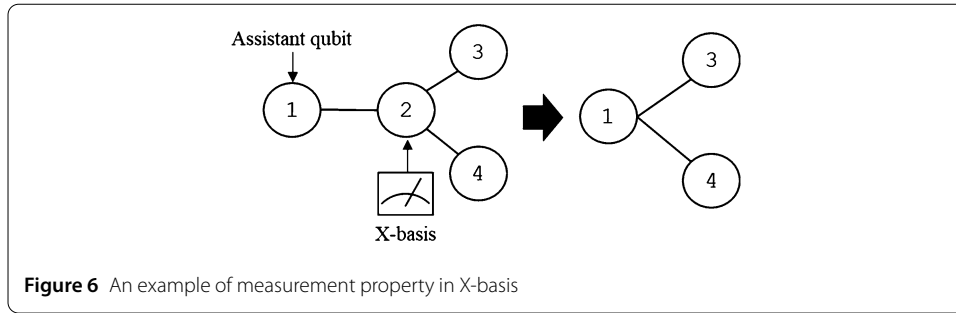 Assistant qubit
3
1
2
4
X-basis
3
1
4
Figure 6 An example of measurement property in X-basis